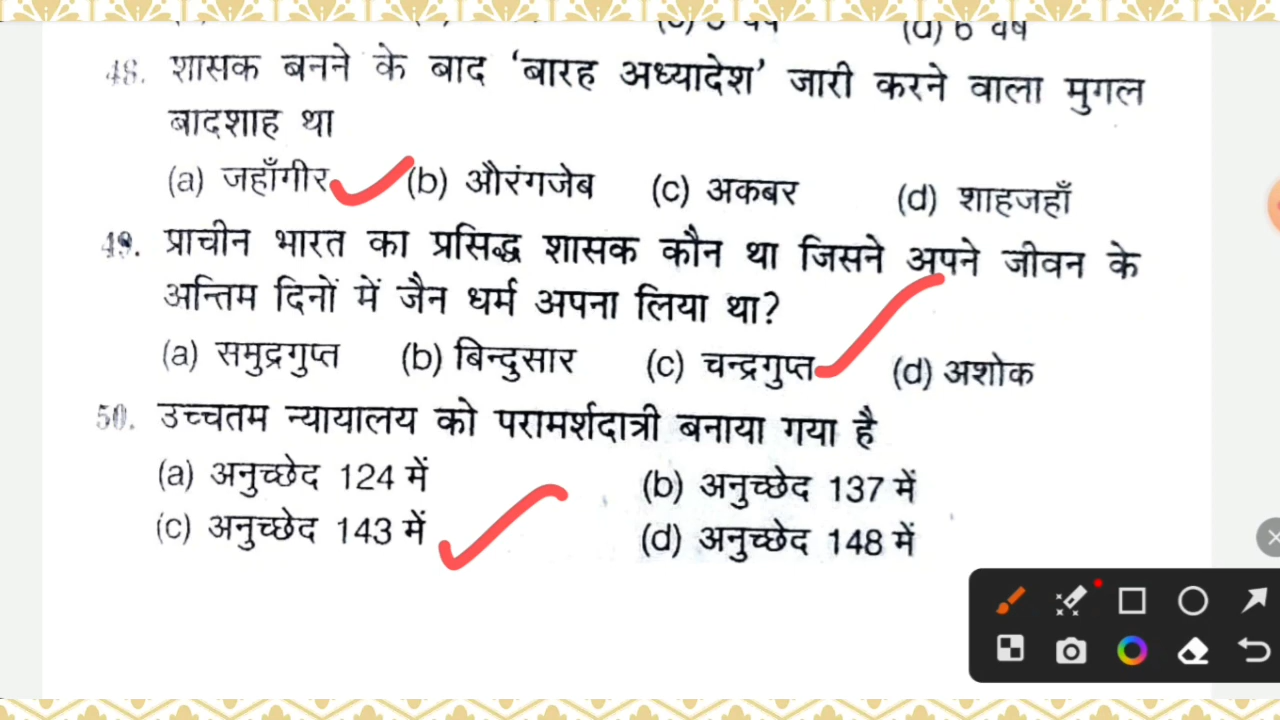 (d) 6 वर्ष
48. शासक बनने के बाद ‘बारह अध्यादेश’ जारी करने वाला मुगल
बादशाह था
(a) जहाँगीर (b) औरंगजेब (c) अकबर (d) शाहजहाँ
49. प्राचीन भारत का प्रसिद्ध शासक कौन था जिसने अपने जीवन के
अन्तिम दिनों में जैन धर्म अपना लिया था?
(a) समुद्रगुप्त (b) बिन्दुसार (c) चन्द्रगुप्त (d) अशोक
50. उच्चतम न्यायालय को परामर्शदात्री बनाया गया है
(a) अनुच्छेद 124 में (b) अनुच्छेद 137 में
(c) अनुच्छेद 143 में (d) अनुच्छेद 148 में